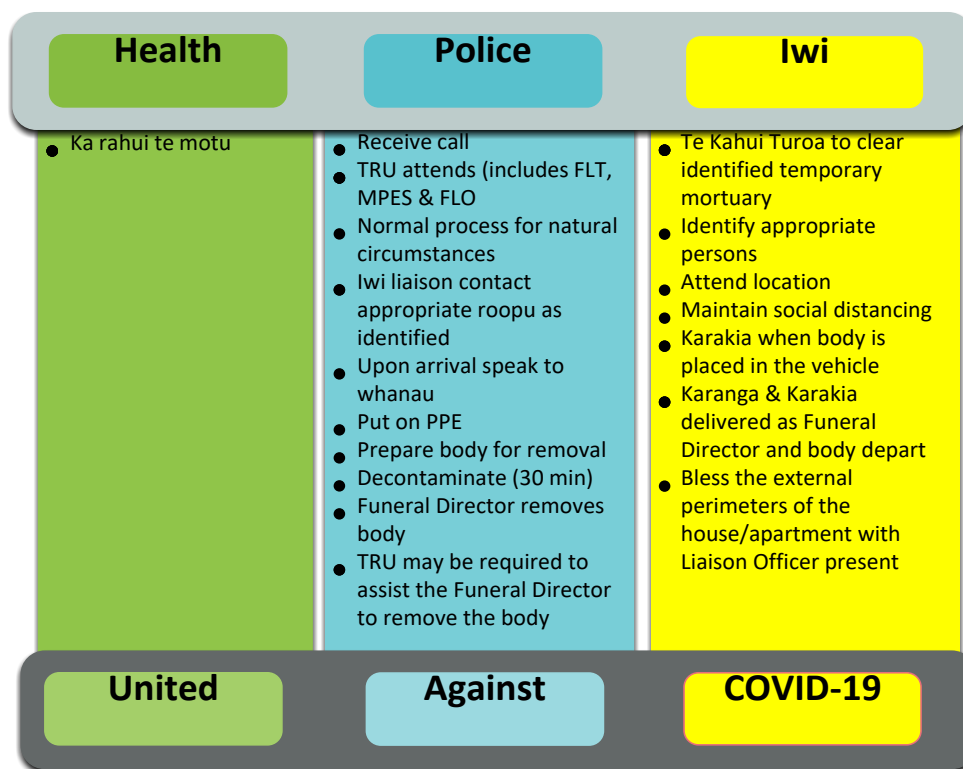 Health
Police
Iwi
• Ka rahui te motu
• Receive call
• TRU attends (includes FLT,
MPES & FLO
• Normal process for natural
circumstances
• Iwi liaison contact
appropriate roopu as
identified
• Upon arrival speak to
whanau
• Put on PPE
• Prepare body for removal
• Decontaminate (30 min)
• Funeral Director removes
body
• TRU may be required to
assist the Funeral Director
to remove the body
• Te Kahui Turoa to clear
identified temporary
mortuary
• Identify appropriate
persons
• Attend location
• Maintain social distancing
• Karakia when body is
placed in the vehicle
• Karanga & Karakia
delivered as Funeral
Director and body depart
• Bless the external
perimeters of the
house/apartment with
Liaison Officer present
United
Against
COVID-19